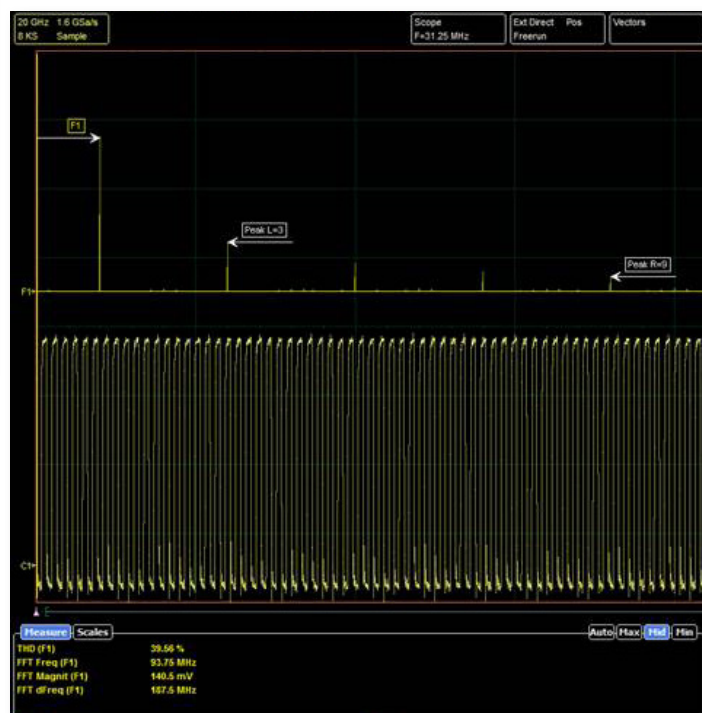 20 GHz 1.6 GSa/s
8 KS Sample
Scope
F=31.25 MHz
Ext Direct Pos
Freerun
Vectors
F1
Peak L=3
Peak R=9
F1
C1
Measure Scales
Auto Max Mid Min
THD (F1) 39.56 %
FFT Freq (F1) 93.75 MHz
FFT Magnit (F1) 140.5 mV
FFT dFreq (F1) 187.5 MHz